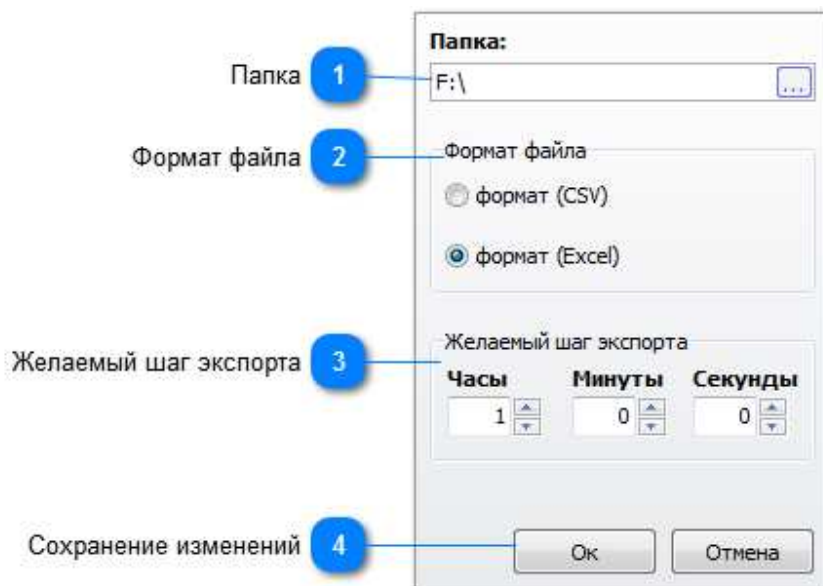 Папка:
Папка 1
F:\ ...
Формат файла 2
Формат файла
формат (CSV)
формат (Excel)
Желаемый шаг экспорта
Желаемый шаг экспорта 3
Часы Минуты Секунды
1 0 0
Сохранение изменений 4
Ок Отмена